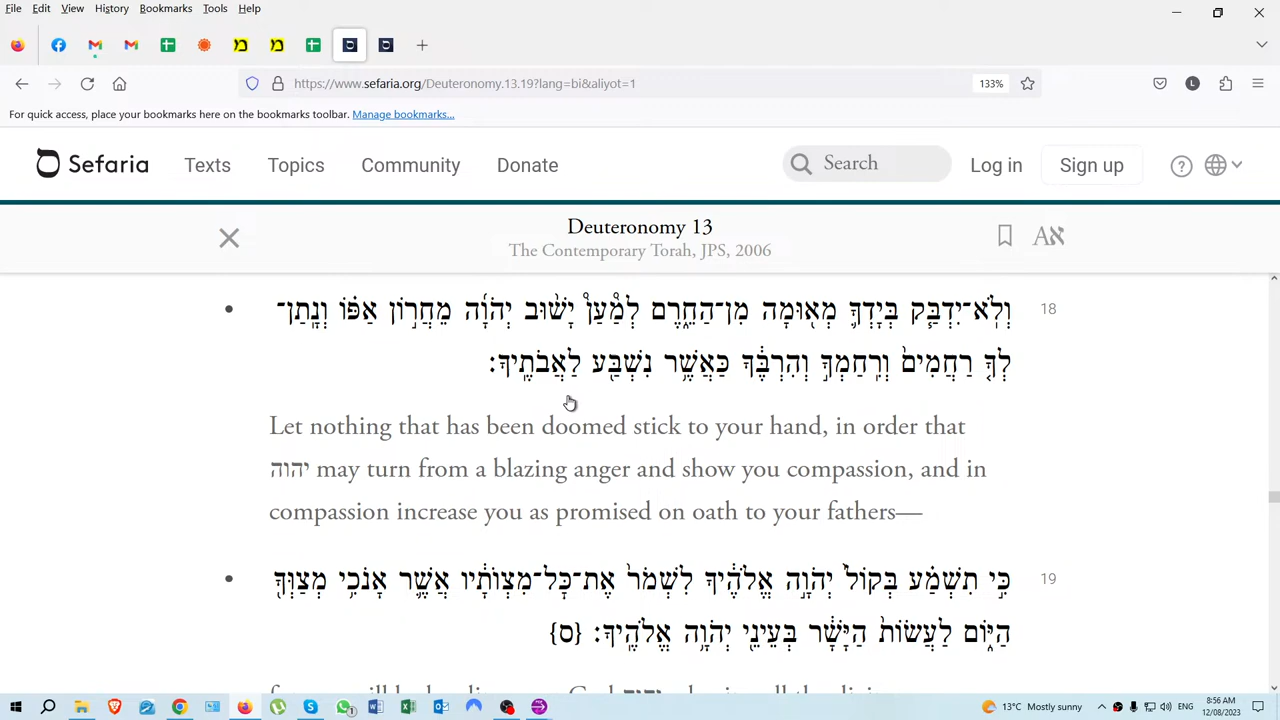 File Edit View History Bookmarks Tools Help
https://www.sefaria.org/Deuteronomy.13.19?lang=bi&aliyot=1
133%
For quick access, place your bookmarks here on the bookmarks toolbar. Manage bookmarks...
Sefaria Texts Topics Community Donate Search Log in Sign up
Deuteronomy 13
The Contemporary Torah, JPS, 2006
18
וְלֹֽא־יִדְבַּ֧ק בְּיָדְךָ֛ מְא֖וּמָה מִן־הַחֵ֑רֶם לְמַ֩עַן֩ יָשׁ֨וּב יְהֹוָ֜ה מֵחֲר֣וֹן אַפּ֗וֹ וְנָֽתַן־
לְךָ֤ רַחֲמִים֙ וְרִֽחַמְךָ֣ וְהִרְבֶּ֔ךָ כַּאֲשֶׁ֥ר נִשְׁבַּ֖ע לַאֲבֹתֶֽיךָ׃
Let nothing that has been doomed stick to your hand, in order that
יהוה may turn from a blazing anger and show you compassion, and in
compassion increase you as promised on oath to your fathers—
19
כִּ֣י תִשְׁמַ֗ע בְּקוֹל֙ יְהֹוָ֣ה אֱלֹהֶ֔יךָ לִשְׁמֹר֙ אֶת־כׇּל־מִצְוֺתָ֔יו אֲשֶׁ֛ר אָנֹכִ֥י מְצַוְּךָ֖
הַיּ֑וֹם לַעֲשׂוֹת֙ הַיָּשָׁ֔ר בְּעֵינֵ֖י יְהֹוָ֥ה אֱלֹהֶֽיךָ׃ {ס}
13°C Mostly sunny
8:56 AM
12/08/2023